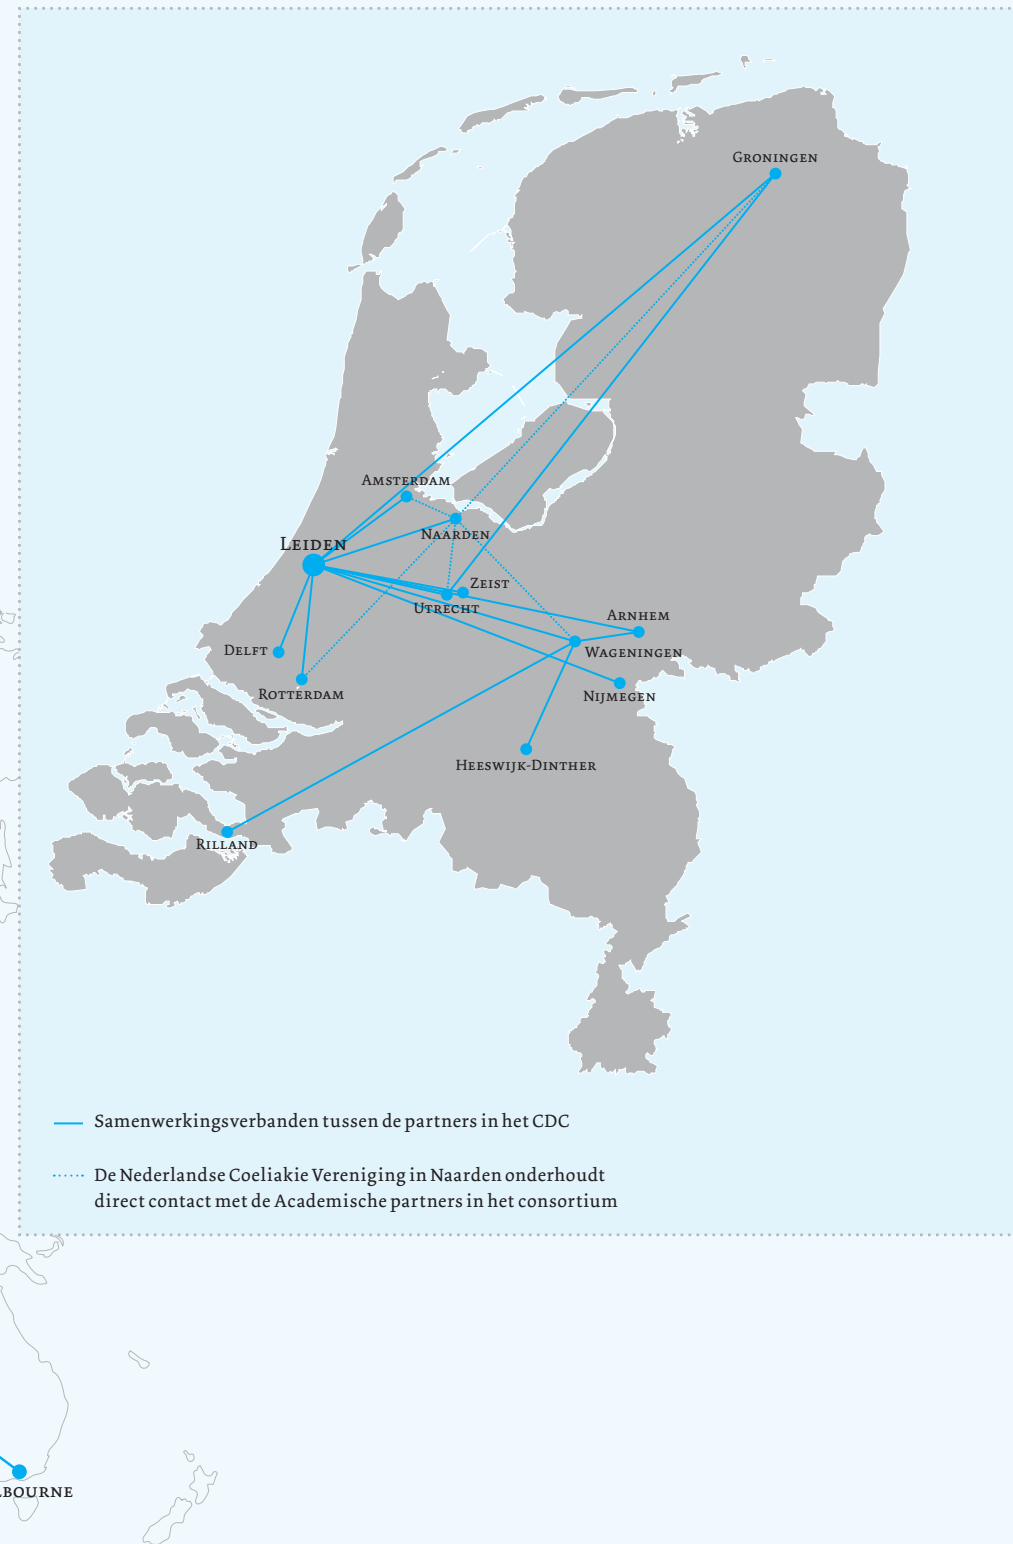 Groningen
Amsterdam
Naarden
Leiden
Zeist
Utrecht
Arnhem
Delft
Wageningen
Rotterdam
Nijmegen
Heeswijk-Dinther
Rilland
Samenwerkingsverbanden tussen de partners in het CDC
De Nederlandse Coeliakie Vereniging in Naarden onderhoudt
direct contact met de Academische partners in het consortium
lbourne